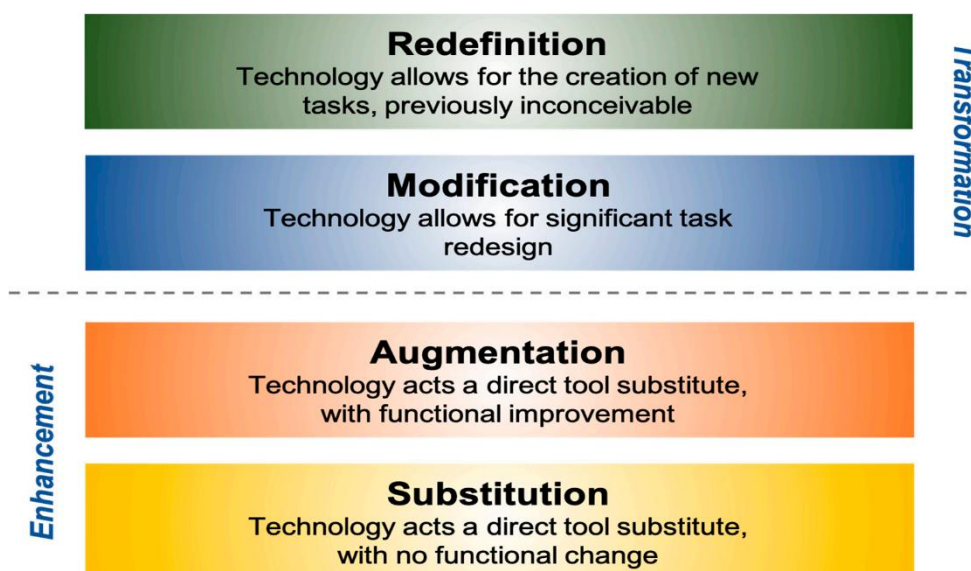 Redefinition
Technology allows for the creation of new
tasks, previously inconceivable
Transformation
Modification
Technology allows for significant task
redesign
Enhancement
Augmentation
Technology acts a direct tool substitute,
with functional improvement
Substitution
Technology acts a direct tool substitute,
with no functional change